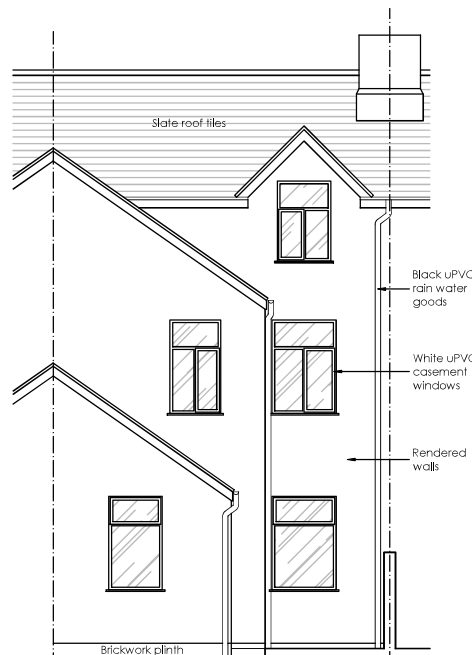 Slate roof tiles
Black uPVC
rain water
goods
White uPVC
casement
windows
Rendered
walls
Brickwork plinth